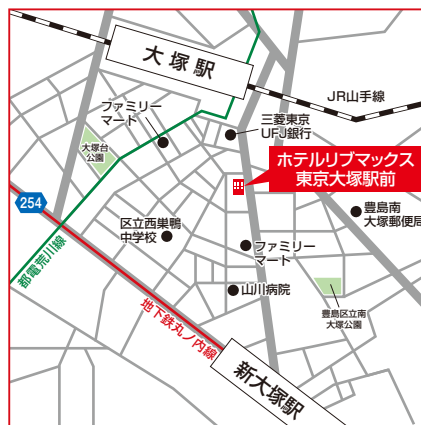 大塚駅
JR山手線
ファミリー
マート
三菱東京
UFJ銀行
大塚台
公園
ホテルリブマックス
東京大塚駅前
254
豊島南
大塚郵便局
区立西巣鴨
中学校
都電荒川線
ファミリー
マート
山川病院
地下鉄丸ノ内線
豊島区立南
大塚公園
新大塚駅